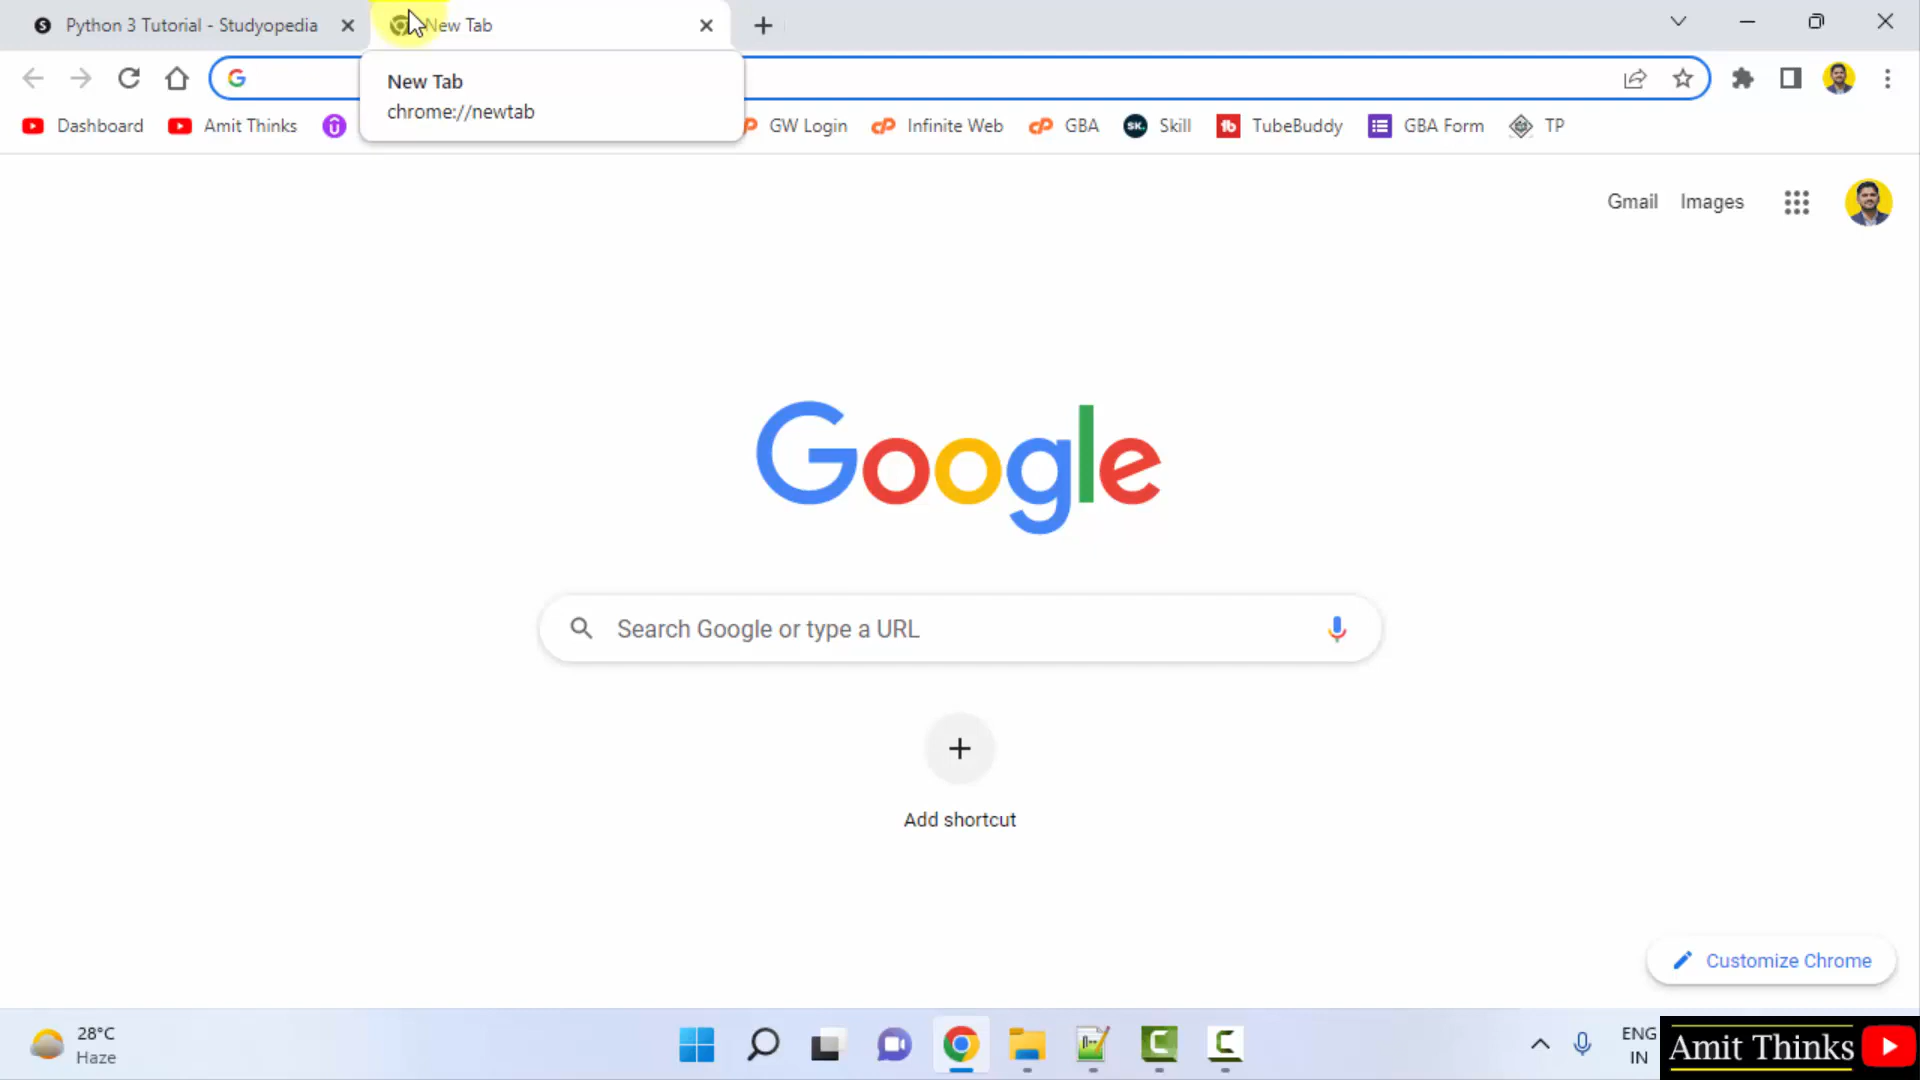 Python 3 Tutorial - Studyopedia
New Tab
New Tab
chrome://newtab
Dashboard
Amit Thinks
GW Login
Infinite Web
GBA
SK.
Skill
tb
TubeBuddy
GBA Form
TP
Gmail
Images
Google
Search Google or type a URL
Add shortcut
Customize Chrome
28°C
Haze
ENG
IN
Amit Thinks